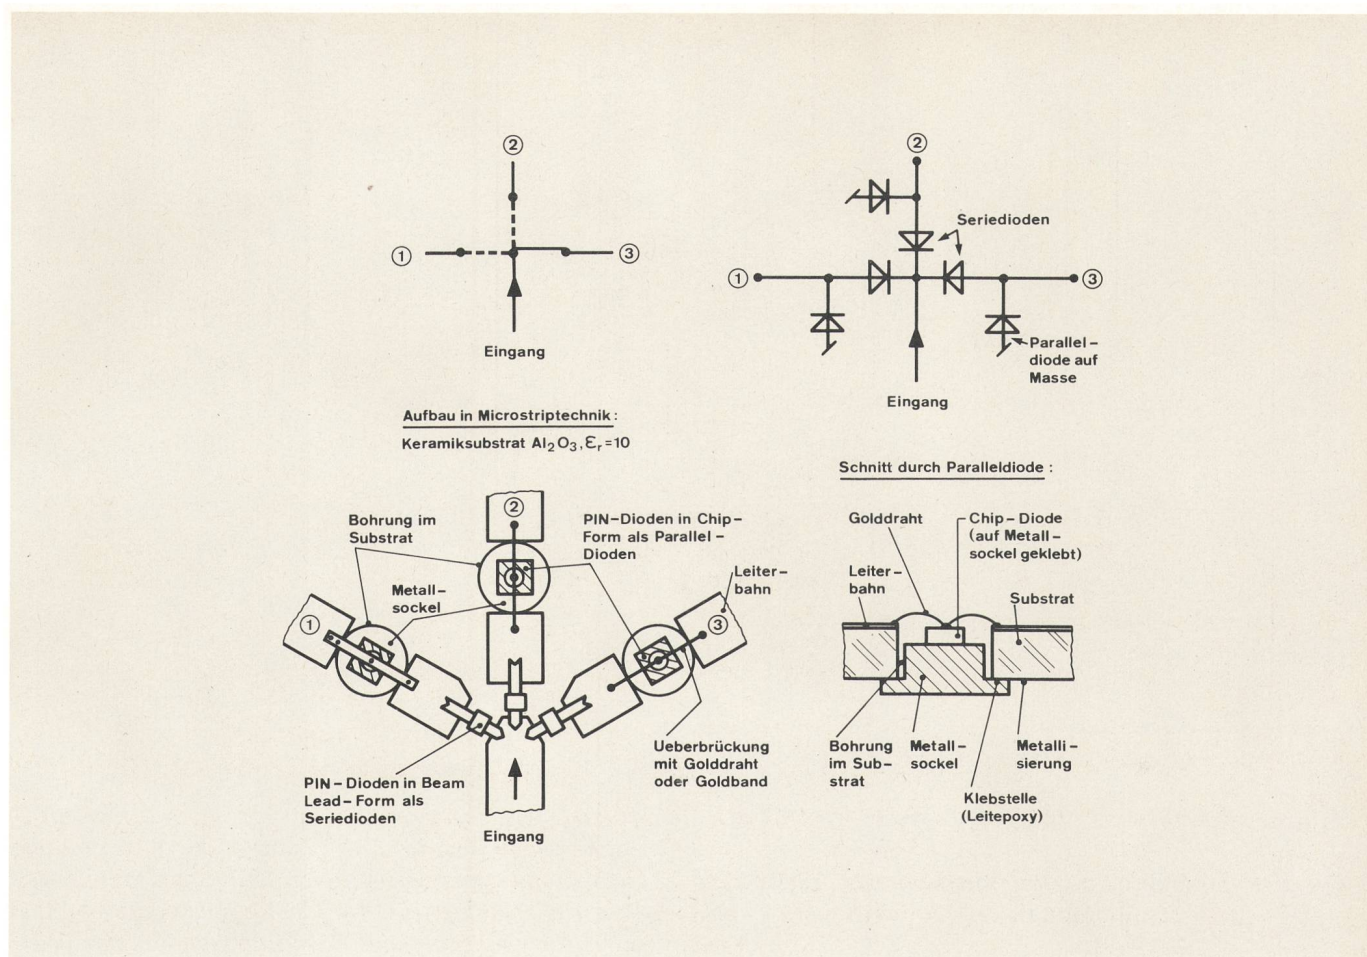 ②
①
③
Eingang
②
Seriedioden
①
③
Parallel-
diode auf
Masse
Eingang
Aufbau in Microstriptechnik:
Keramiksubstrat Al₂O₃, Ɛᵣ=10
②
Bohrung im
Substrat
PIN-Dioden in Chip-
Form als Parallel-
Dioden
Metall-
sockel
Leiter-
bahn
①
③
PIN-Dioden in Beam
Lead-Form als
Seriedioden
Ueberbrückung
mit Golddraht
oder Goldband
Eingang
Schnitt durch Paralleldiode:
Golddraht
Chip-Diode
(auf Metall-
sockel geklebt)
Leiter-
bahn
Substrat
Bohrung
im Sub-
strat
Metall-
sockel
Metalli-
sierung
Klebstelle
(Leitepoxy)